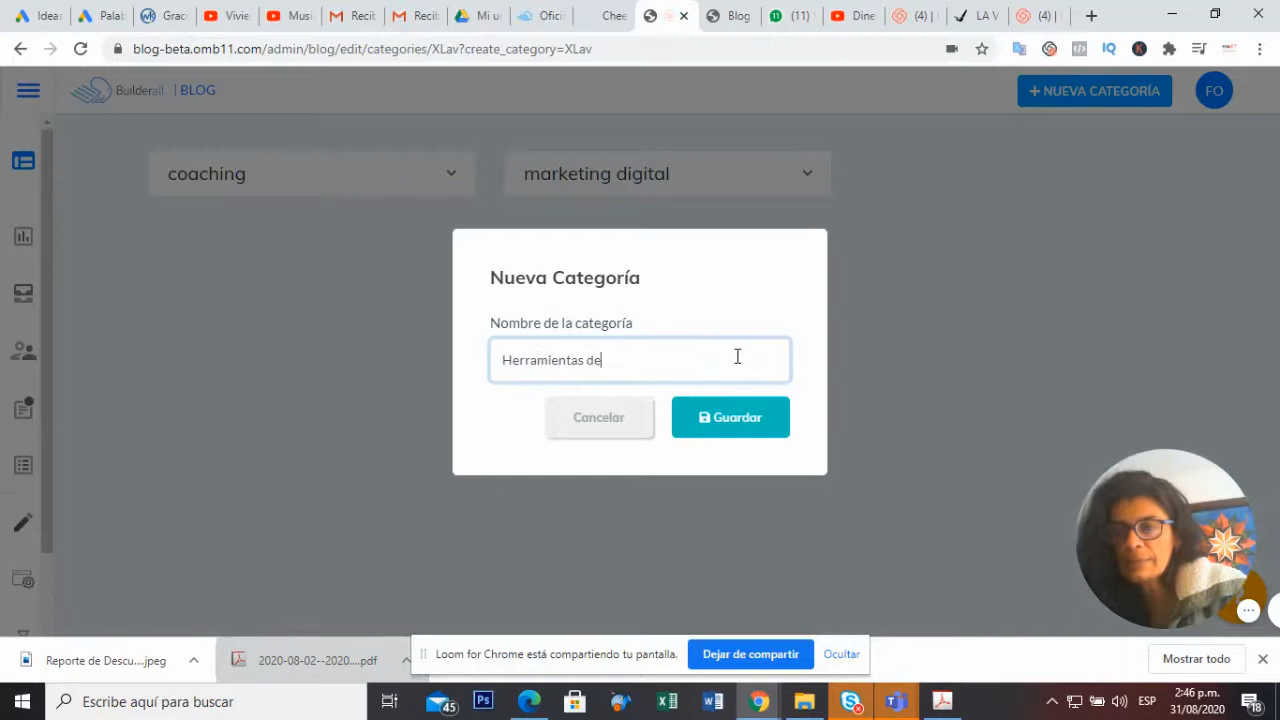 Ideas
Palal
Grac
Vivie
Musi
Recib
Recib
Mi u
Ofici
Chee
Blog
(11)
Dine
(4) |
LA V
(4) |
blog-beta.omb11.com/admin/blog/edit/categories/XLav?create_category=XLav
Builderall | BLOG
+ NUEVA CATEGORÍA
FO
coaching
marketing digital
Nueva Categoría
Nombre de la categoría
Herramientas de
Cancelar
Guardar
Loom for Chrome está compartiendo tu pantalla.
Dejar de compartir
Ocultar
Reporte de Descu....jpeg
2020-08-02--2020....pdf
Mostrar todo
Escribe aquí para buscar
45
ESP
2:46 p.m.
31/08/2020
18